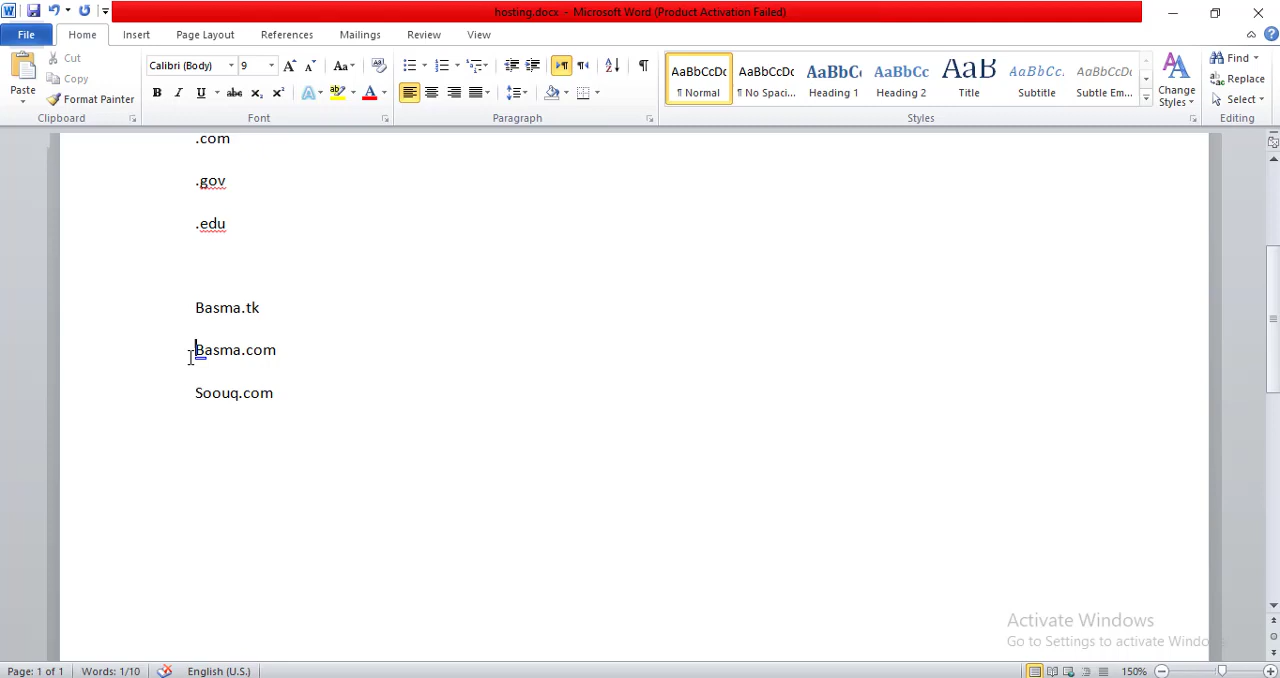 hosting.docx - Microsoft Word (Product Activation Failed)
File Home Insert Page Layout References Mailings Review View
Paste
Cut
Copy
Format Painter
Clipboard
Calibri (Body) 9
Font
Paragraph
AaBbCcDc AaBbCcDc AaBbC AaBbCc AaB AaBbCc. AaBbCcDc
¶ Normal ¶ No Spaci... Heading 1 Heading 2 Title Subtitle Subtle Em...
Styles
Change Styles
Find
Replace
Select
Editing
.com
.gov
.edu
Basma.tk
Basma.com
Soouq.com
Activate Windows
Go to Settings to activate Windo
Page: 1 of 1 Words: 1/10 English (U.S.) 150%